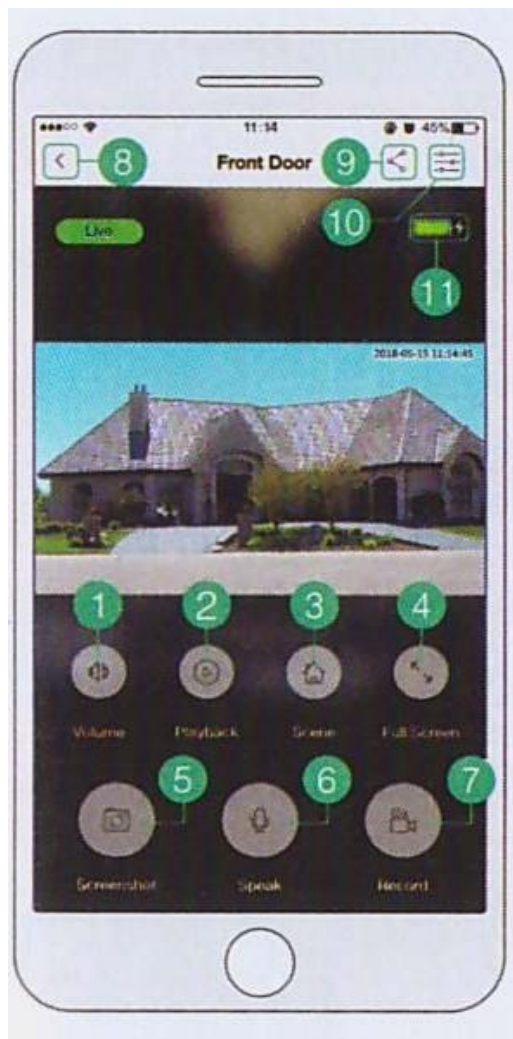 11:14 45%
8 Front Door 9
10
Live
11
2018-05-15 11:14:45
1 2 3 4
Volume Playback Scene Full Screen
5 6 7
Screenshot Speak Record